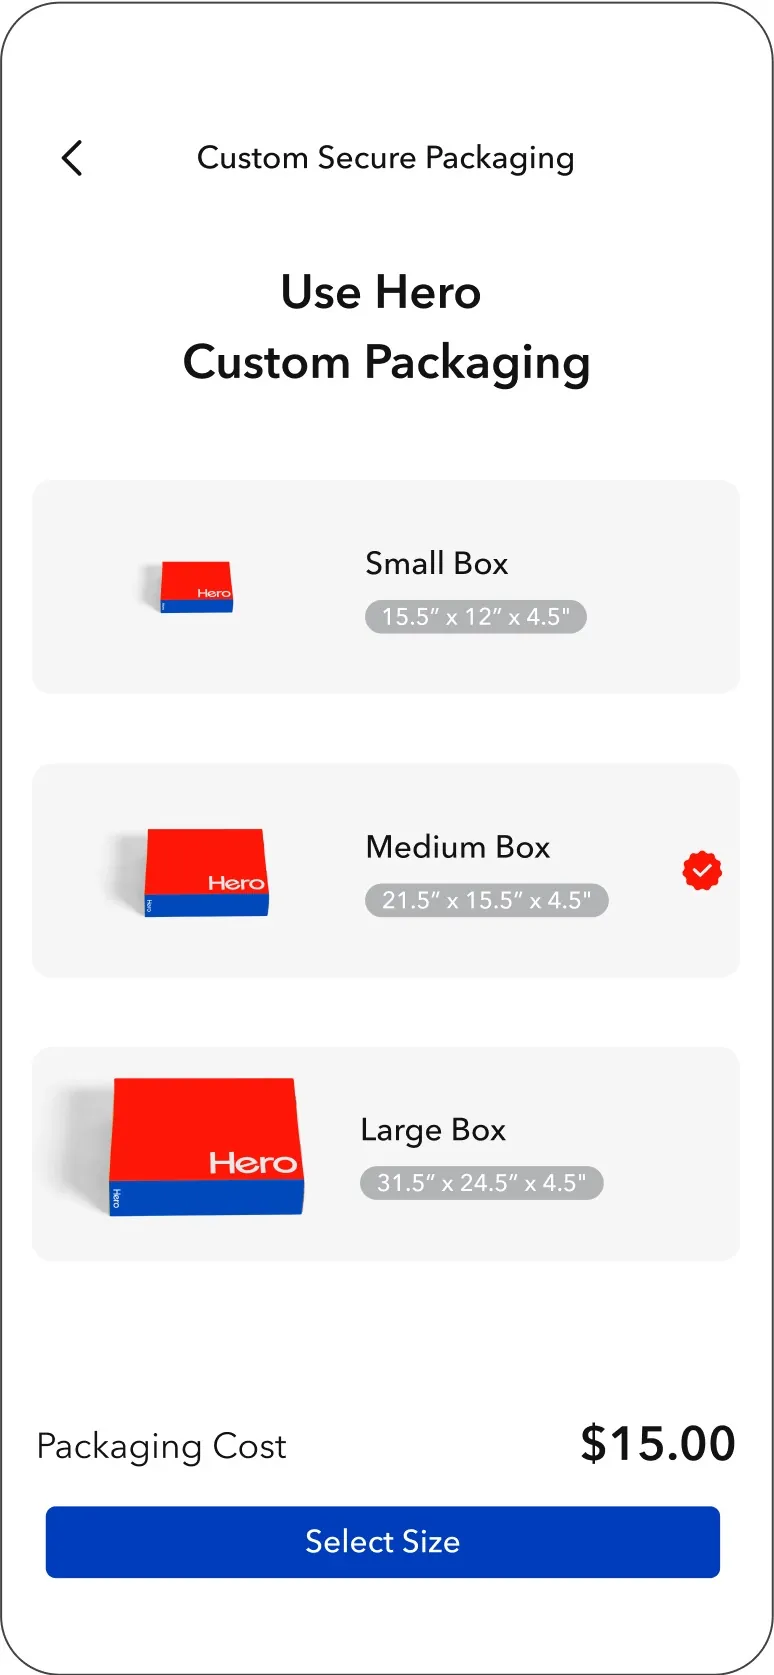 Custom Secure Packaging
Use Hero
Custom Packaging
Hero
Small Box
15.5” x 12” x 4.5"
Hero
Hero
Medium Box
21.5” x 15.5” x 4.5"
Hero
Hero
Large Box
31.5” x 24.5” x 4.5"
Packaging Cost
$15.00
Select Size